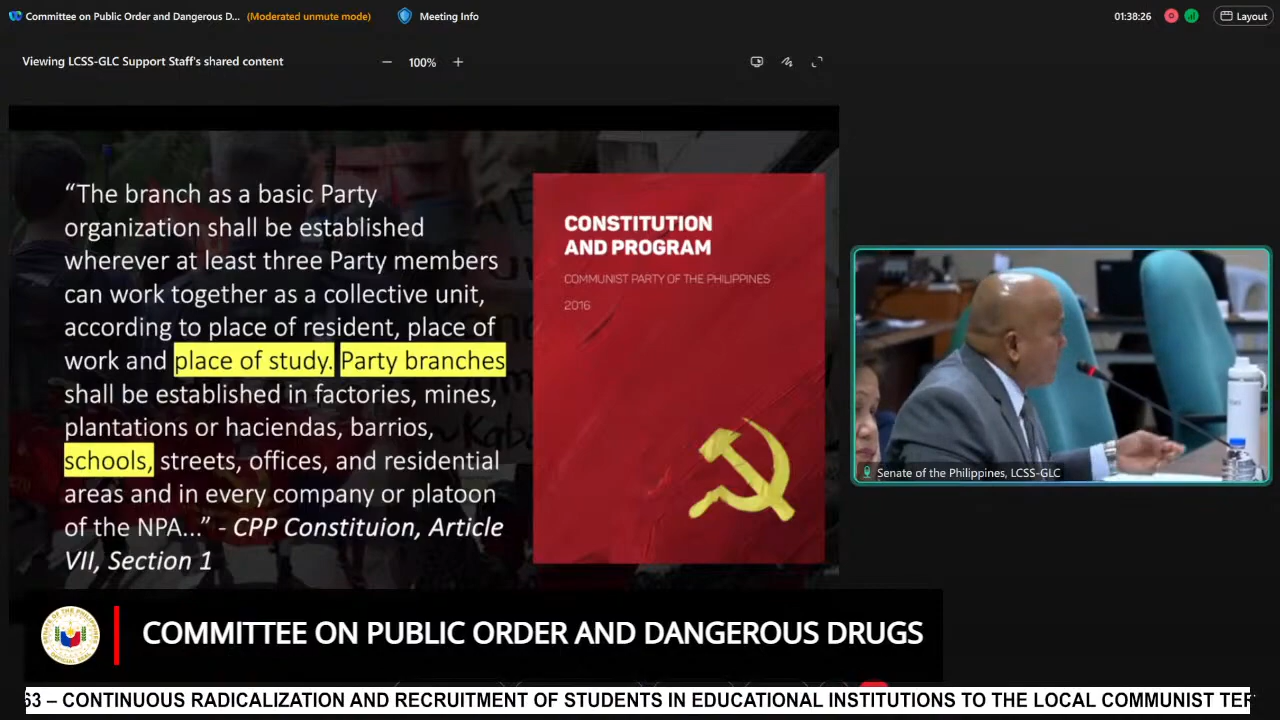 Committee on Public Order and Dangerous D... (Moderated unmute mode) Meeting Info 01:38:26 Layout
Viewing LCSS-GLC Support Staff's shared content 100%
“The branch as a basic Party
organization shall be established
wherever at least three Party members
can work together as a collective unit,
according to place of resident, place of
work and place of study. Party branches
shall be established in factories, mines,
plantations or haciendas, barrios,
schools, streets, offices, and residential
areas and in every company or platoon
of the NPA...” - CPP Constituion, Article
VII, Section 1
CONSTITUTION
AND PROGRAM
COMMUNIST PARTY OF THE PHILIPPINES
2016
Senate of the Philippines, LCSS-GLC
COMMITTEE ON PUBLIC ORDER AND DANGEROUS DRUGS
63 – CONTINUOUS RADICALIZATION AND RECRUITMENT OF STUDENTS IN EDUCATIONAL INSTITUTIONS TO THE LOCAL COMMUNIST